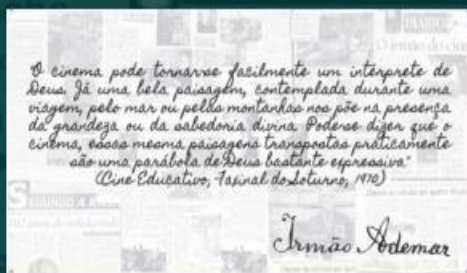 "O cinema pode tornar-se facilmente um intérprete de
Deus. Já uma bela paisagem, contemplada durante uma
viagem, pelo mar ou pelas montanhas nos põe na presença
da grandeza ou da sabedoria divina. Pode-se dizer que o
cinema, essas mesma paisagens transpostas praticamente
são uma parábola de Deus bastante expressiva."
(Cine Educativo, Faxinal do Soturno, 1970)
Irmão Ademar